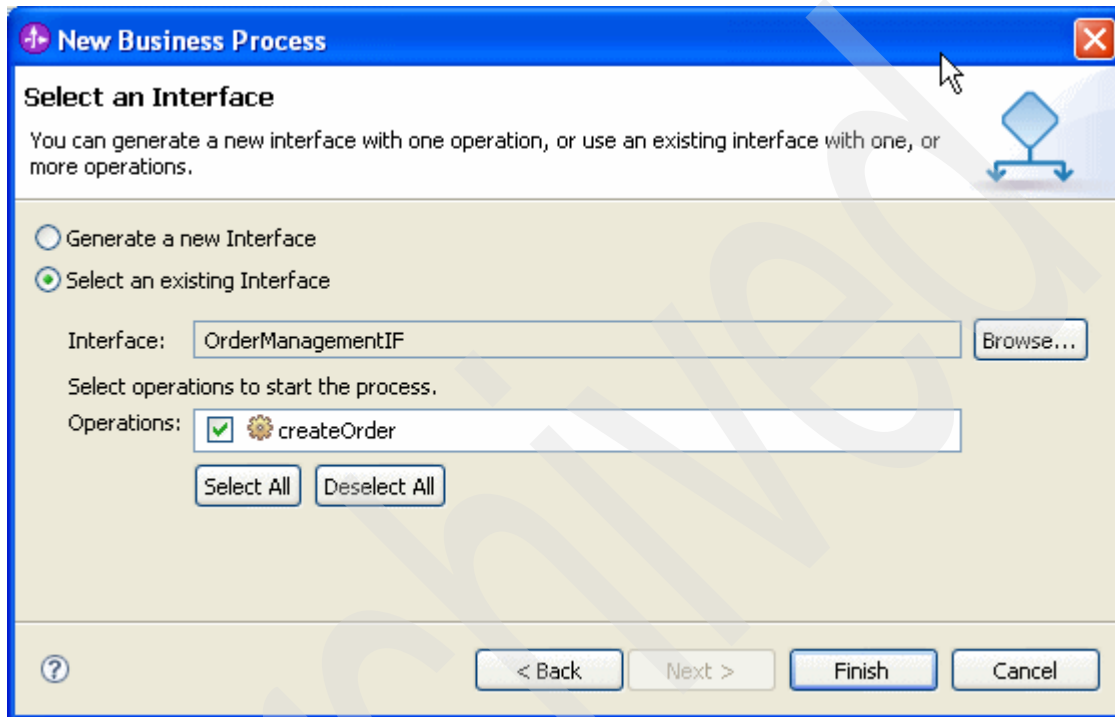 New Business Process
Select an Interface
You can generate a new interface with one operation, or use an existing interface with one, or
more operations.
Generate a new Interface
Select an existing Interface
Interface: OrderManagementIF Browse...
Select operations to start the process.
Operations: createOrder
Select All Deselect All
? < Back Next > Finish Cancel